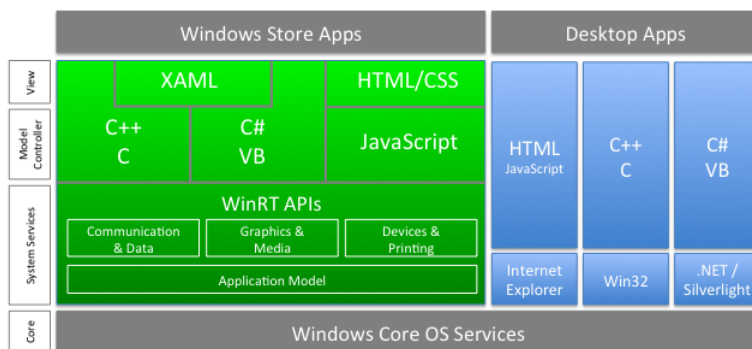 Windows Store Apps
Desktop Apps
View
Model
Controller
System Services
Core
XAML
HTML/CSS
C++
C
C#
VB
JavaScript
WinRT APIs
Communication
& Data
Graphics &
Media
Devices &
Printing
Application Model
HTML
JavaScript
C++
C
C#
VB
Internet
Explorer
Win32
.NET /
Silverlight
Windows Core OS Services